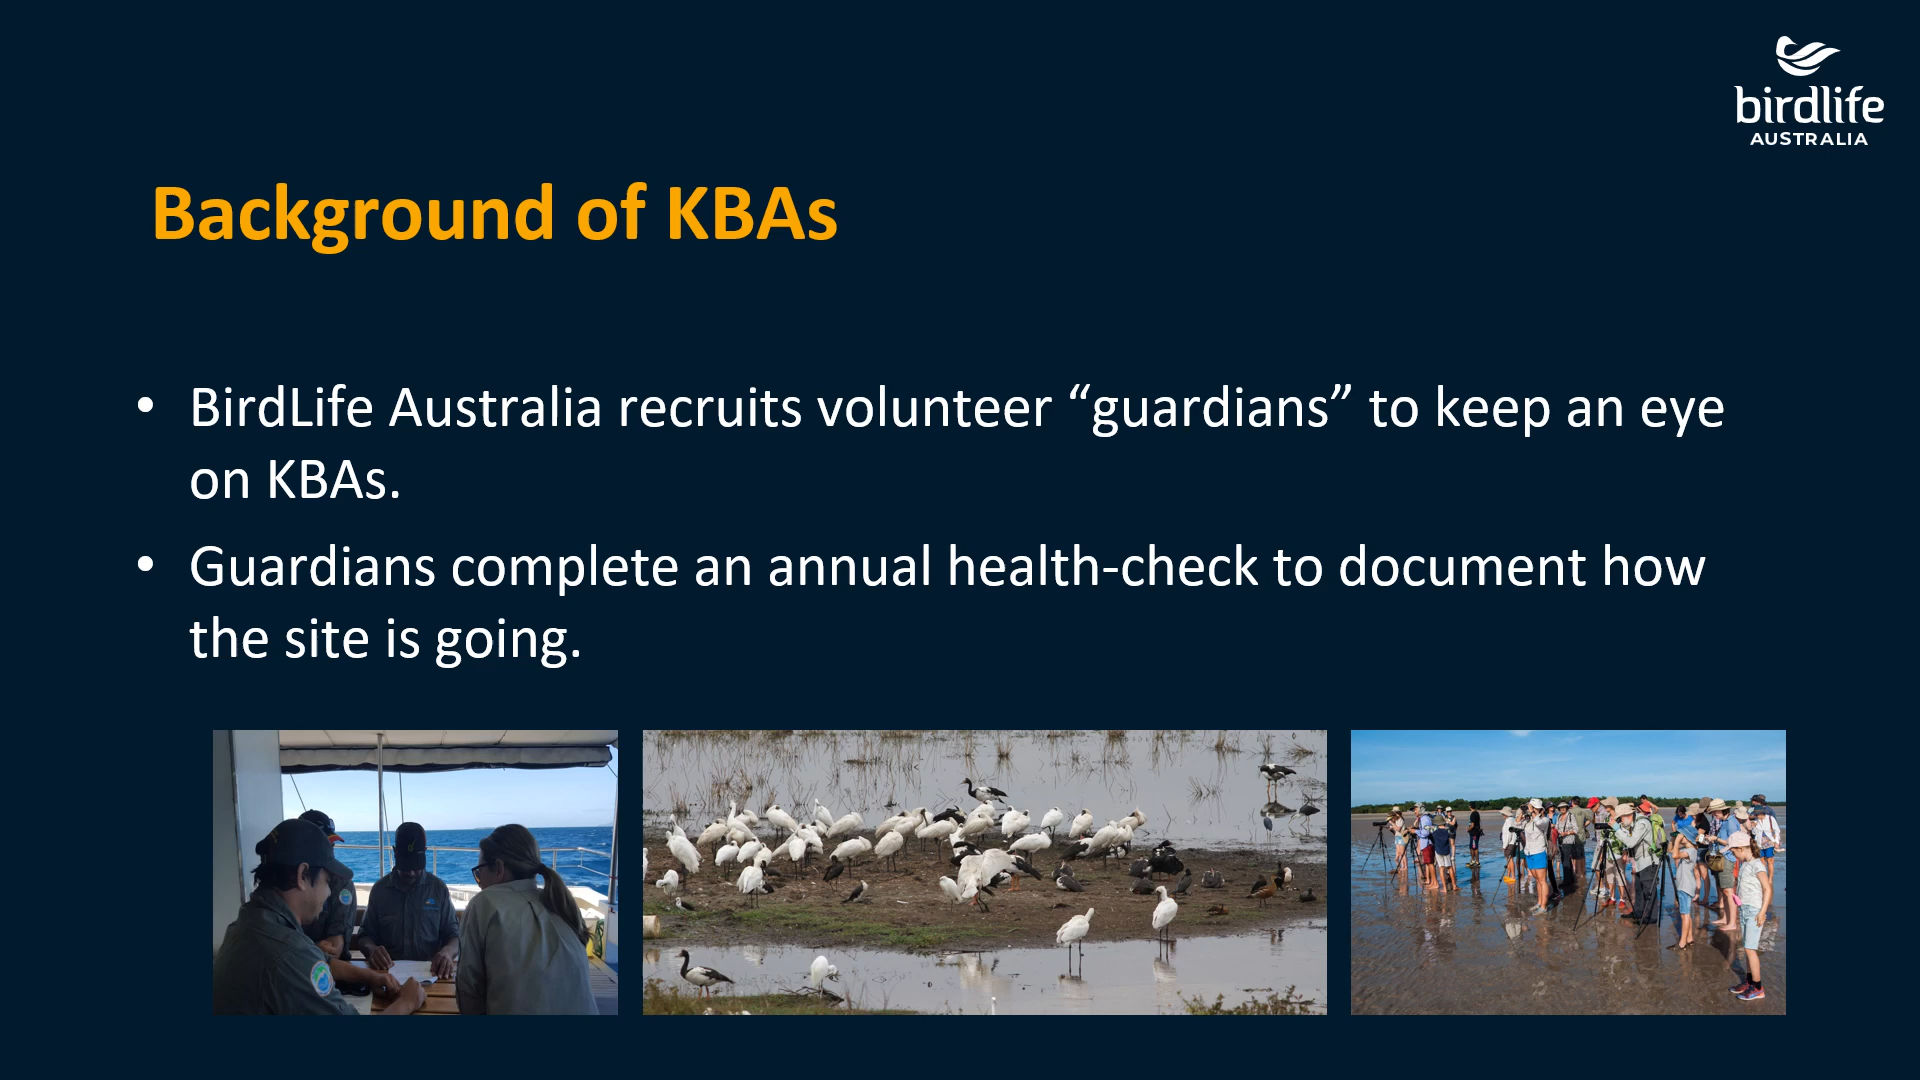 birdlife
AUSTRALIA
Background of KBAs
• BirdLife Australia recruits volunteer “guardians” to keep an eye
on KBAs.
• Guardians complete an annual health-check to document how
the site is going.